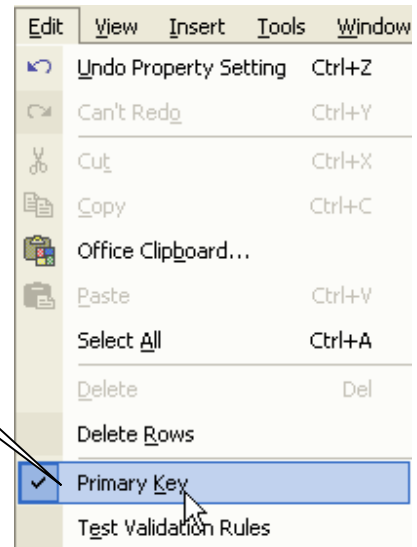 Edit View Insert Tools Window
Undo Property Setting Ctrl+Z
Can't Redo Ctrl+Y
Cut Ctrl+X
Copy Ctrl+C
Office Clipboard...
Paste Ctrl+V
Select All Ctrl+A
Delete Del
Delete Rows
Primary Key
Test Validation Rules